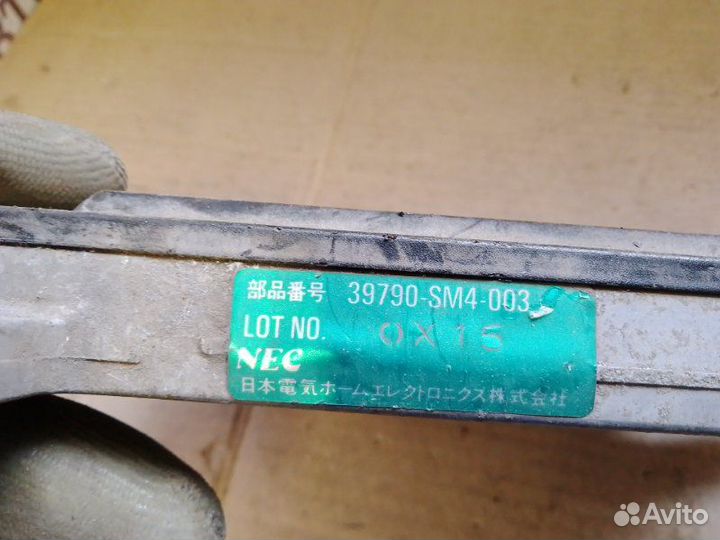 部品番号 39790-SM4-003
LOT NO. 0X15
NEC
日本電気ホームエレクトロニクス株式会社
Avito